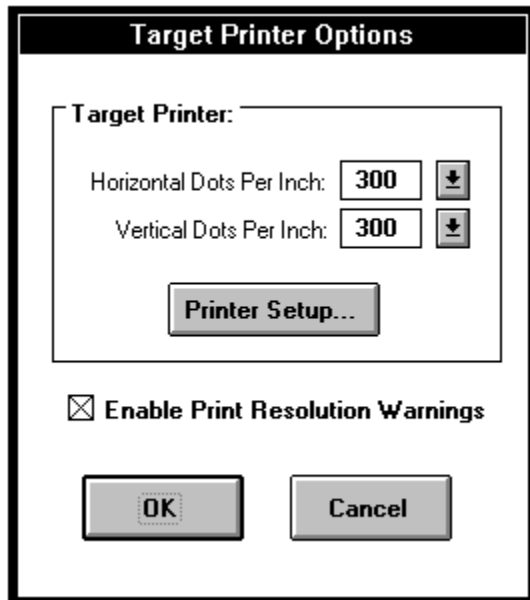 Target Printer Options
Target Printer:
Horizontal Dots Per Inch: 300
Vertical Dots Per Inch: 300
Printer Setup...
Enable Print Resolution Warnings
OK Cancel